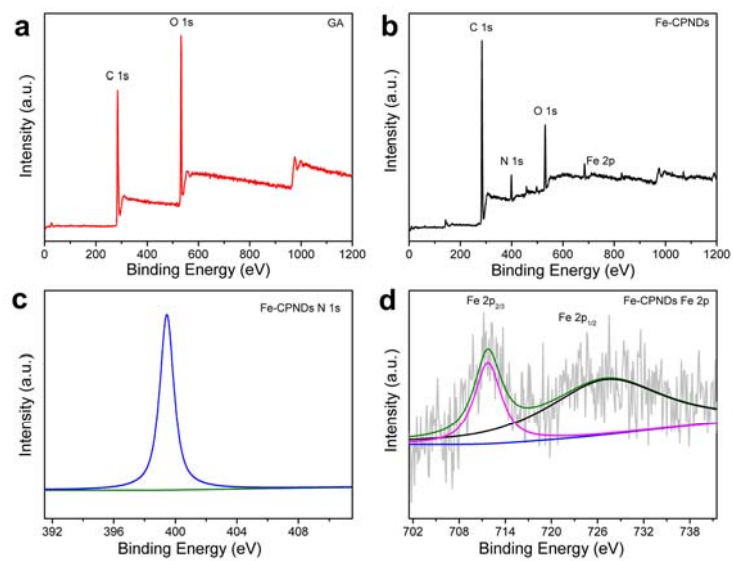 a
GA
O 1s
C 1s
Intensity (a.u.)
0 200 400 600 800 1000 1200
Binding Energy (eV)
b
Fe-CPNDs
C 1s
O 1s
N 1s
Fe 2p
Intensity (a.u.)
0 200 400 600 800 1000 1200
Binding Energy (eV)
c
Fe-CPNDs N 1s
Intensity (a.u.)
392 396 400 404 408
Binding Energy (eV)
d
Fe 2p2/3
Fe-CPNDs Fe 2p
Fe 2p1/2
Intensity (a.u.)
702 708 714 720 726 732 738
Binding Energy (eV)